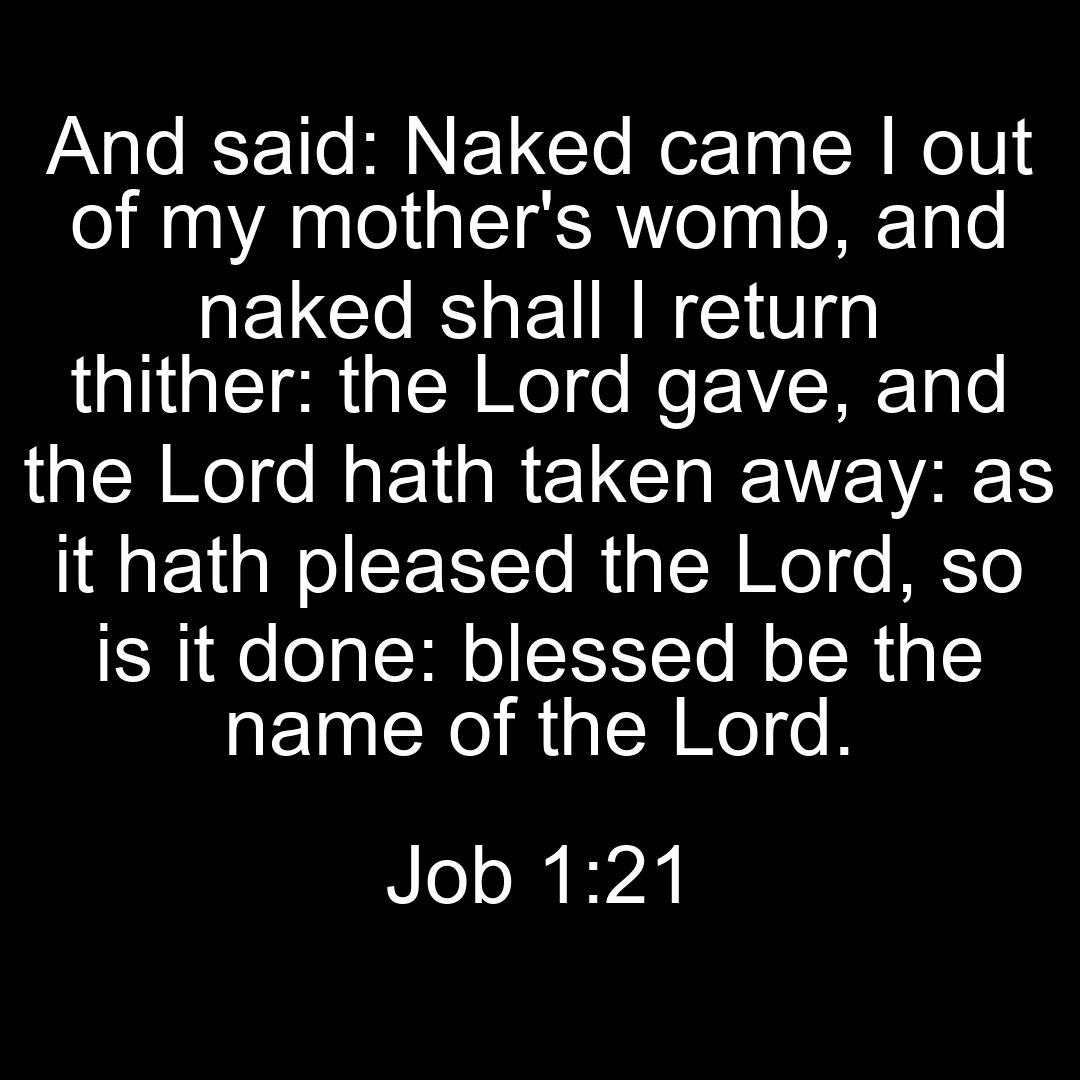 And said: Naked came I out
of my mother's womb, and
naked shall I return
thither: the Lord gave, and
the Lord hath taken away: as
it hath pleased the Lord, so
is it done: blessed be the
name of the Lord.
Job 1:21